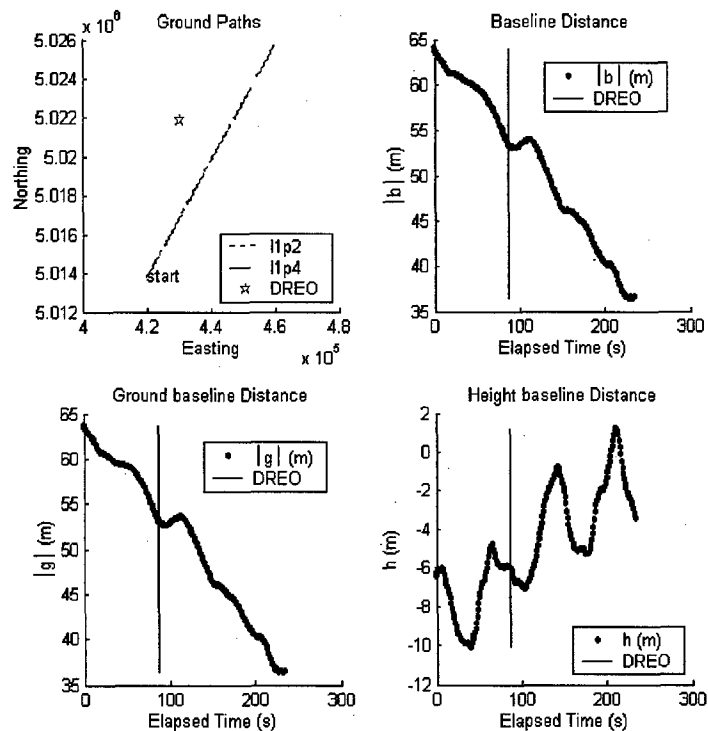 x 10⁶
Ground Paths
5.026
5.024
5.022
5.02
5.018
5.016
5.014
5.012
Northing
start
l1p2
l1p4
DREO
4 4.2 4.4 4.6 4.8
Easting
x 10⁵
Baseline Distance
65
60
55
50
45
40
35
|b| (m)
|b| (m)
DREO
0 100 200 300
Elapsed Time (s)
Ground baseline Distance
65
60
55
50
45
40
35
|g| (m)
|g| (m)
DREO
0 100 200 300
Elapsed Time (s)
Height baseline Distance
2
0
-2
-4
-6
-8
-10
-12
h (m)
h (m)
DREO
0 100 200 300
Elapsed Time (s)